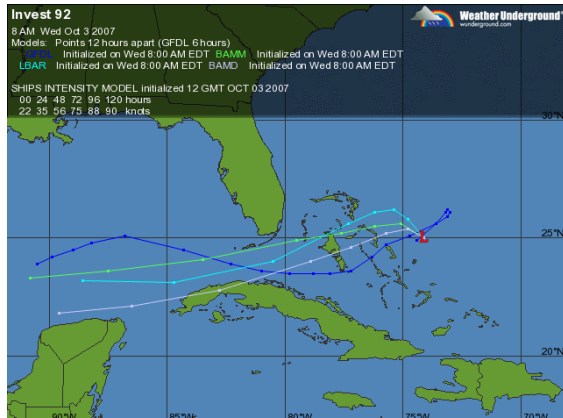 Invest 92
8 AM Wed Oct 3 2007
Models: Points 12 hours apart (GFDL 6 hours)
GFDL Initialized on Wed 8:00 AM EDT BAMM Initialized on Wed 8:00 AM EDT
LBAR Initialized on Wed 8:00 AM EDT BAMD Initialized on Wed 8:00 AM EDT
SHIPS INTENSITY MODEL initialized 12 GMT OCT 03 2007
00 24 48 72 96 120 hours
22 35 56 75 88 90 knots
Weather Underground®
wunderground.com
30°N
25°N
20°N
90°W
85°W
80°W
75°W
70°W
L